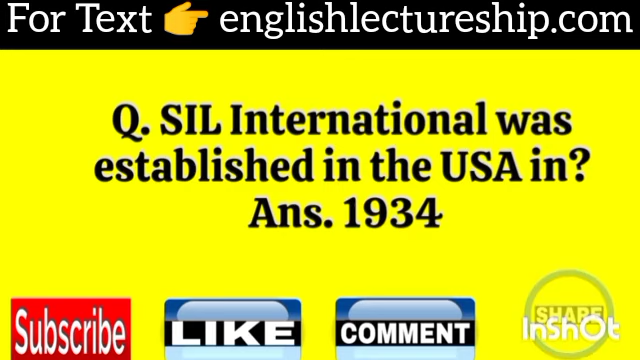 For Text 👉 englishlectureship.com
Q. SIL International was
established in the USA in?
Ans. 1934
Subscribe
LIKE
COMMENT
SHARE
InShOt